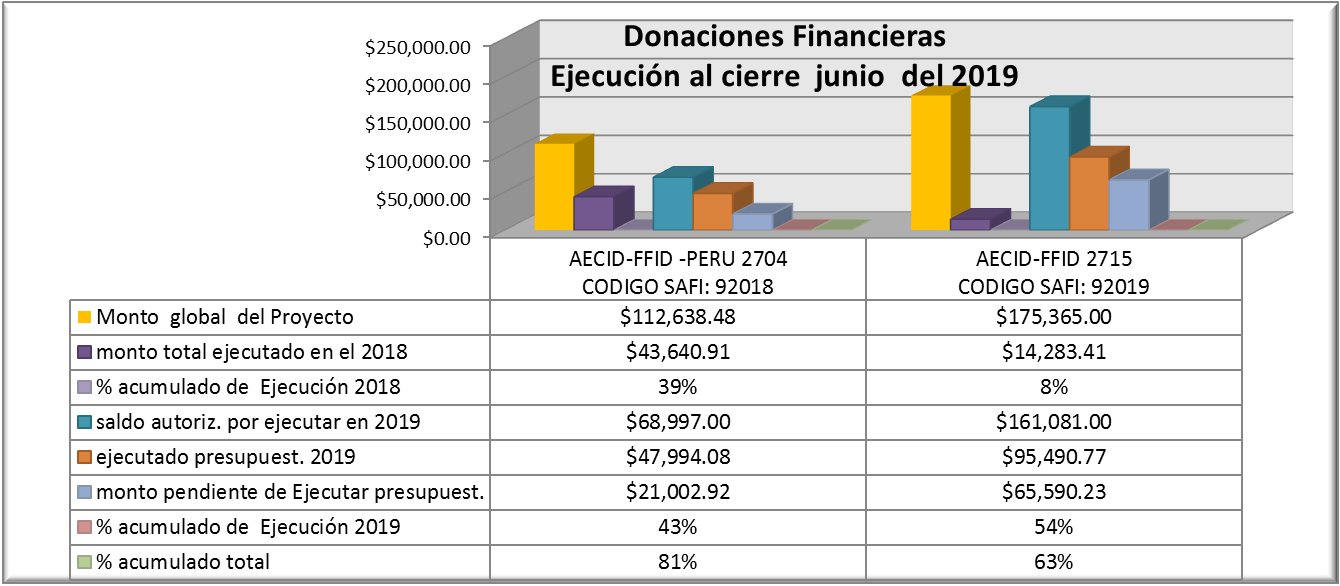 Donaciones Financieras
Ejecución al cierre junio del 2019
$250,000.00
$200,000.00
$150,000.00
$100,000.00
$50,000.00
$0.00
AECID-FFID -PERU 2704
CODIGO SAFI: 92018
AECID-FFID 2715
CODIGO SAFI: 92019
Monto global del Proyecto $112,638.48 $175,365.00
monto total ejecutado en el 2018 $43,640.91 $14,283.41
% acumulado de Ejecución 2018 39% 8%
saldo autoriz. por ejecutar en 2019 $68,997.00 $161,081.00
ejecutado presupuest. 2019 $47,994.08 $95,490.77
monto pendiente de Ejecutar presupuest. $21,002.92 $65,590.23
% acumulado de Ejecución 2019 43% 54%
% acumulado total 81% 63%